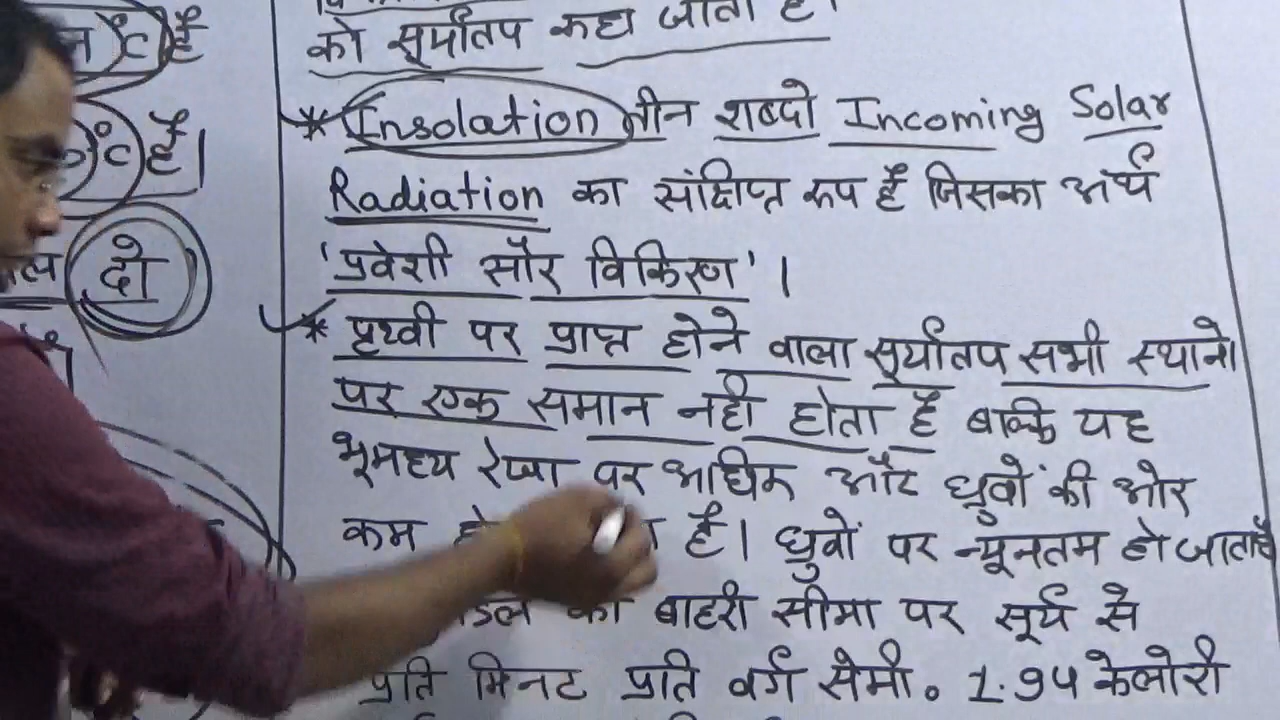 को सूर्यातप कहा जाता है।
* Insolation तीन शब्दो Incoming Solar
Radiation का संक्षिप्त रुप है जिसका अर्थ
'प्रवेशी सौर विकिरण' ।
* पृथ्वी पर प्राप्त होने वाला सूर्यातप सभी स्थानो
पर एक समान नही होता है बल्कि यह
भूमध्य रेखा पर अधिक और ध्रुवों की ओर
कम है। ध्रुवों पर न्यूनतम हो जाता है
की बाहरी सीमा पर सूर्य से
प्रति मिनट प्रति वर्ग सेमी. 1.94 केलोरी
°C है
°C है।
दो